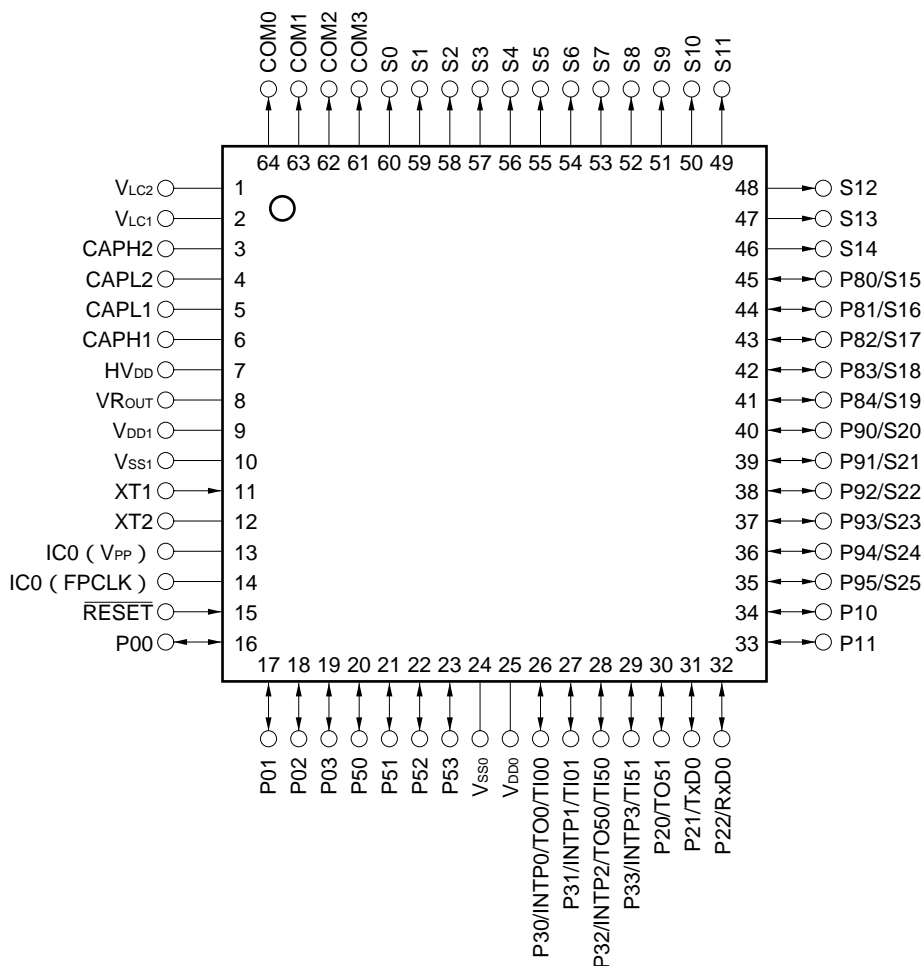 COM0
COM1
COM2
COM3
S0
S1
S2
S3
S4
S5
S6
S7
S8
S9
S10
S11
64 63 62 61 60 59 58 57 56 55 54 53 52 51 50 49
VLC2 1
VLC1 2
CAPH2 3
CAPL2 4
CAPL1 5
CAPH1 6
HVDD 7
VROUT 8
VDD1 9
VSS1 10
XT1 11
XT2 12
IC0 ( VPP ) 13
IC0 ( FPCLK ) 14
RESET 15
P00 16
48 S12
47 S13
46 S14
45 P80/S15
44 P81/S16
43 P82/S17
42 P83/S18
41 P84/S19
40 P90/S20
39 P91/S21
38 P92/S22
37 P93/S23
36 P94/S24
35 P95/S25
34 P10
33 P11
17 18 19 20 21 22 23 24 25 26 27 28 29 30 31 32
P01
P02
P03
P50
P51
P52
P53
VSS0
VDD0
P30/INTP0/TO0/TI00
P31/INTP1/TI01
P32/INTP2/TO50/TI50
P33/INTP3/TI51
P20/TO51
P21/TxD0
P22/RxD0